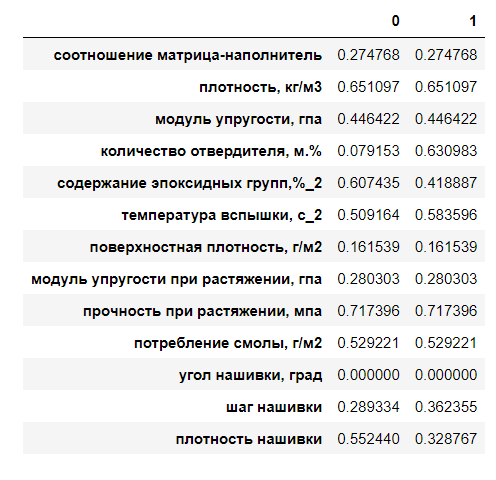 0 1
соотношение матрица-наполнитель 0.274768 0.274768
плотность, кг/м3 0.651097 0.651097
модуль упругости, гпа 0.446422 0.446422
количество отвердителя, м.% 0.079153 0.630983
содержание эпоксидных групп,%_2 0.607435 0.418887
температура вспышки, с_2 0.509164 0.583596
поверхностная плотность, г/м2 0.161539 0.161539
модуль упругости при растяжении, гпа 0.280303 0.280303
прочность при растяжении, мпа 0.717396 0.717396
потребление смолы, г/м2 0.529221 0.529221
угол нашивки, град 0.000000 0.000000
шаг нашивки 0.289334 0.362355
плотность нашивки 0.552440 0.328767